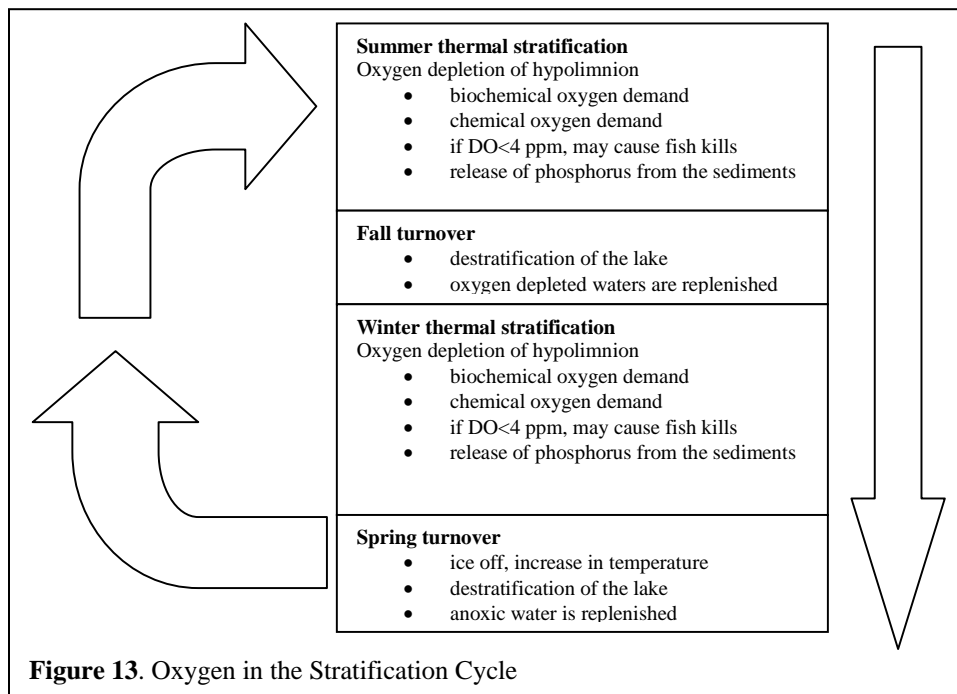 Summer thermal stratification
Oxygen depletion of hypolimnion
• biochemical oxygen demand
• chemical oxygen demand
• if DO<4 ppm, may cause fish kills
• release of phosphorus from the sediments
Fall turnover
• destratification of the lake
• oxygen depleted waters are replenished
Winter thermal stratification
Oxygen depletion of hypolimnion
• biochemical oxygen demand
• chemical oxygen demand
• if DO<4 ppm, may cause fish kills
• release of phosphorus from the sediments
Spring turnover
• ice off, increase in temperature
• destratification of the lake
• anoxic water is replenished
Figure 13. Oxygen in the Stratification Cycle